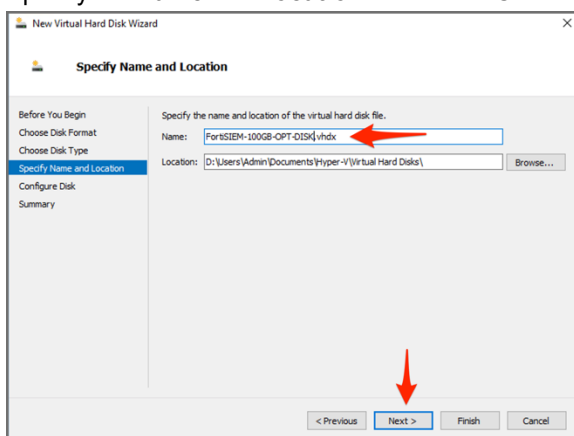 New Virtual Hard Disk Wizard
Specify Name and Location
Before You Begin
Choose Disk Format
Choose Disk Type
Specify Name and Location
Configure Disk
Summary
Specify the name and location of the virtual hard disk file.
Name: FortiSIEM-100GB-OPT-DISK.vhdx
Location: D:\Users\Admin\Documents\Hyper-V\Virtual Hard Disks\ Browse...
< Previous Next > Finish Cancel